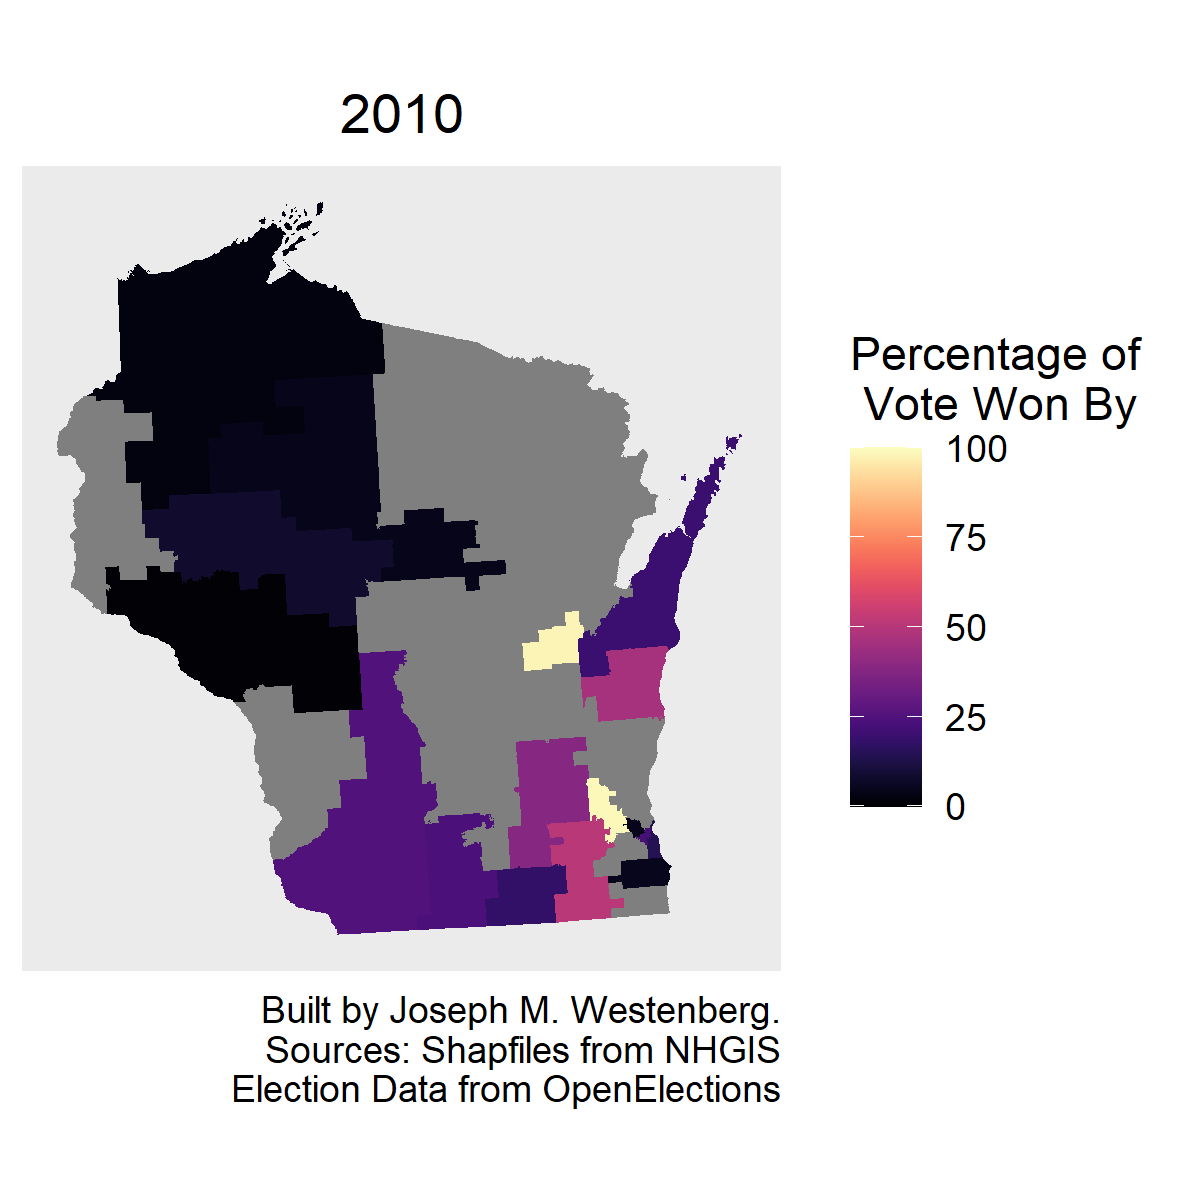 2010
Percentage of
Vote Won By
100
75
50
25
0
Built by Joseph M. Westenberg.
Sources: Shapfiles from NHGIS
Election Data from OpenElections